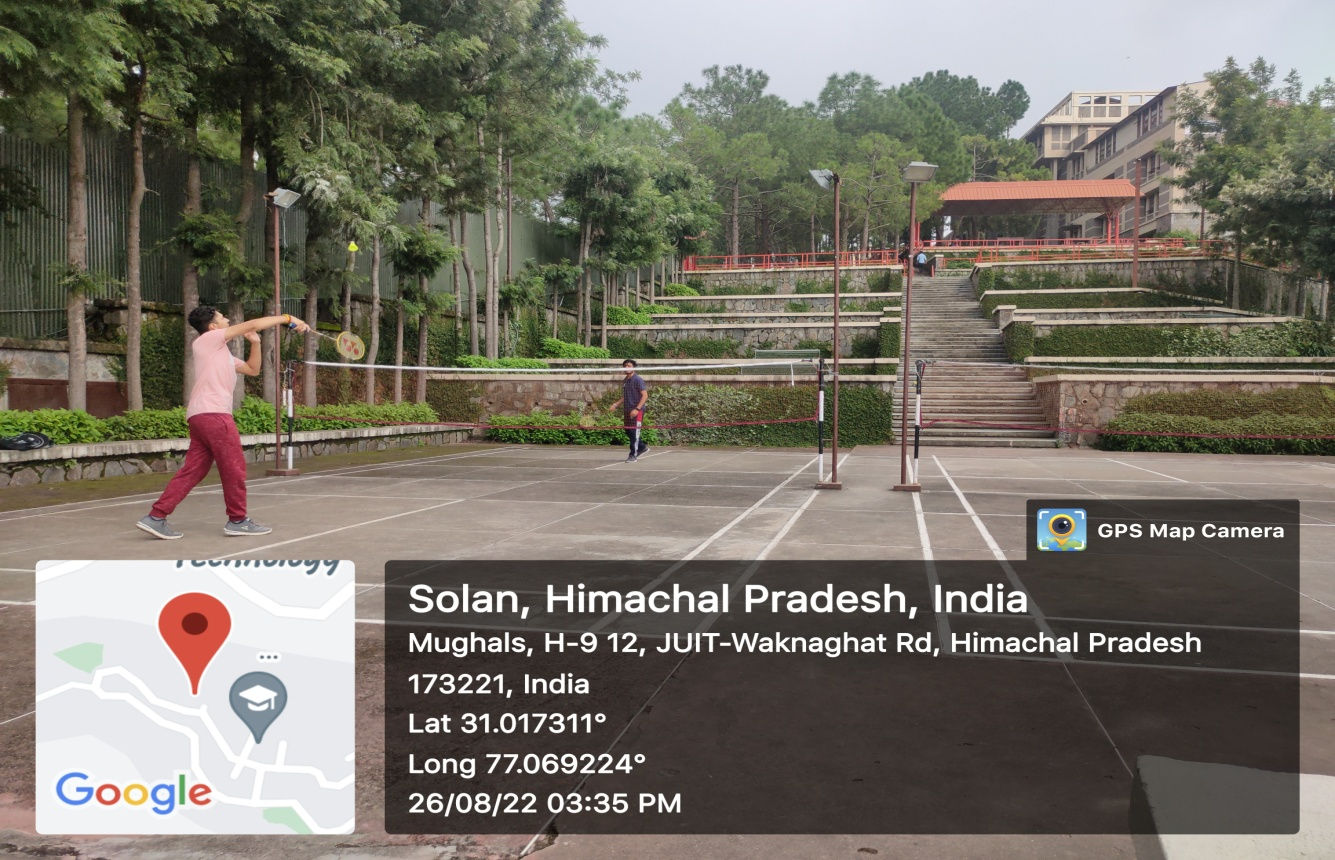 GPS Map Camera
Technology
Solan, Himachal Pradesh, India
Mughals, H-9 12, JUIT-Waknaghat Rd, Himachal Pradesh
173221, India
Lat 31.017311°
Long 77.069224°
26/08/22 03:35 PM
Google